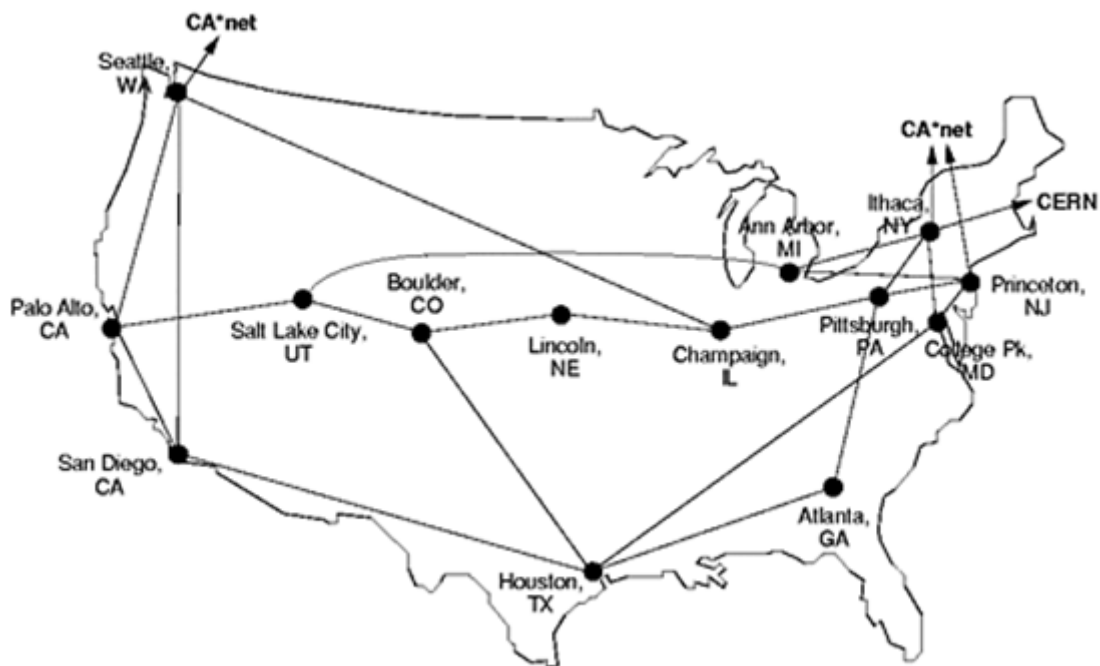 CA*net
Seattle,
WA
CA*net
Ithaca,
NY
CERN
Ann Arbor,
MI
Boulder,
CO
Palo Alto,
CA
Salt Lake City,
UT
Lincoln,
NE
Champaign,
IL
Pittsburgh,
PA
Princeton,
NJ
College Pk,
MD
San Diego,
CA
Atlanta,
GA
Houston,
TX